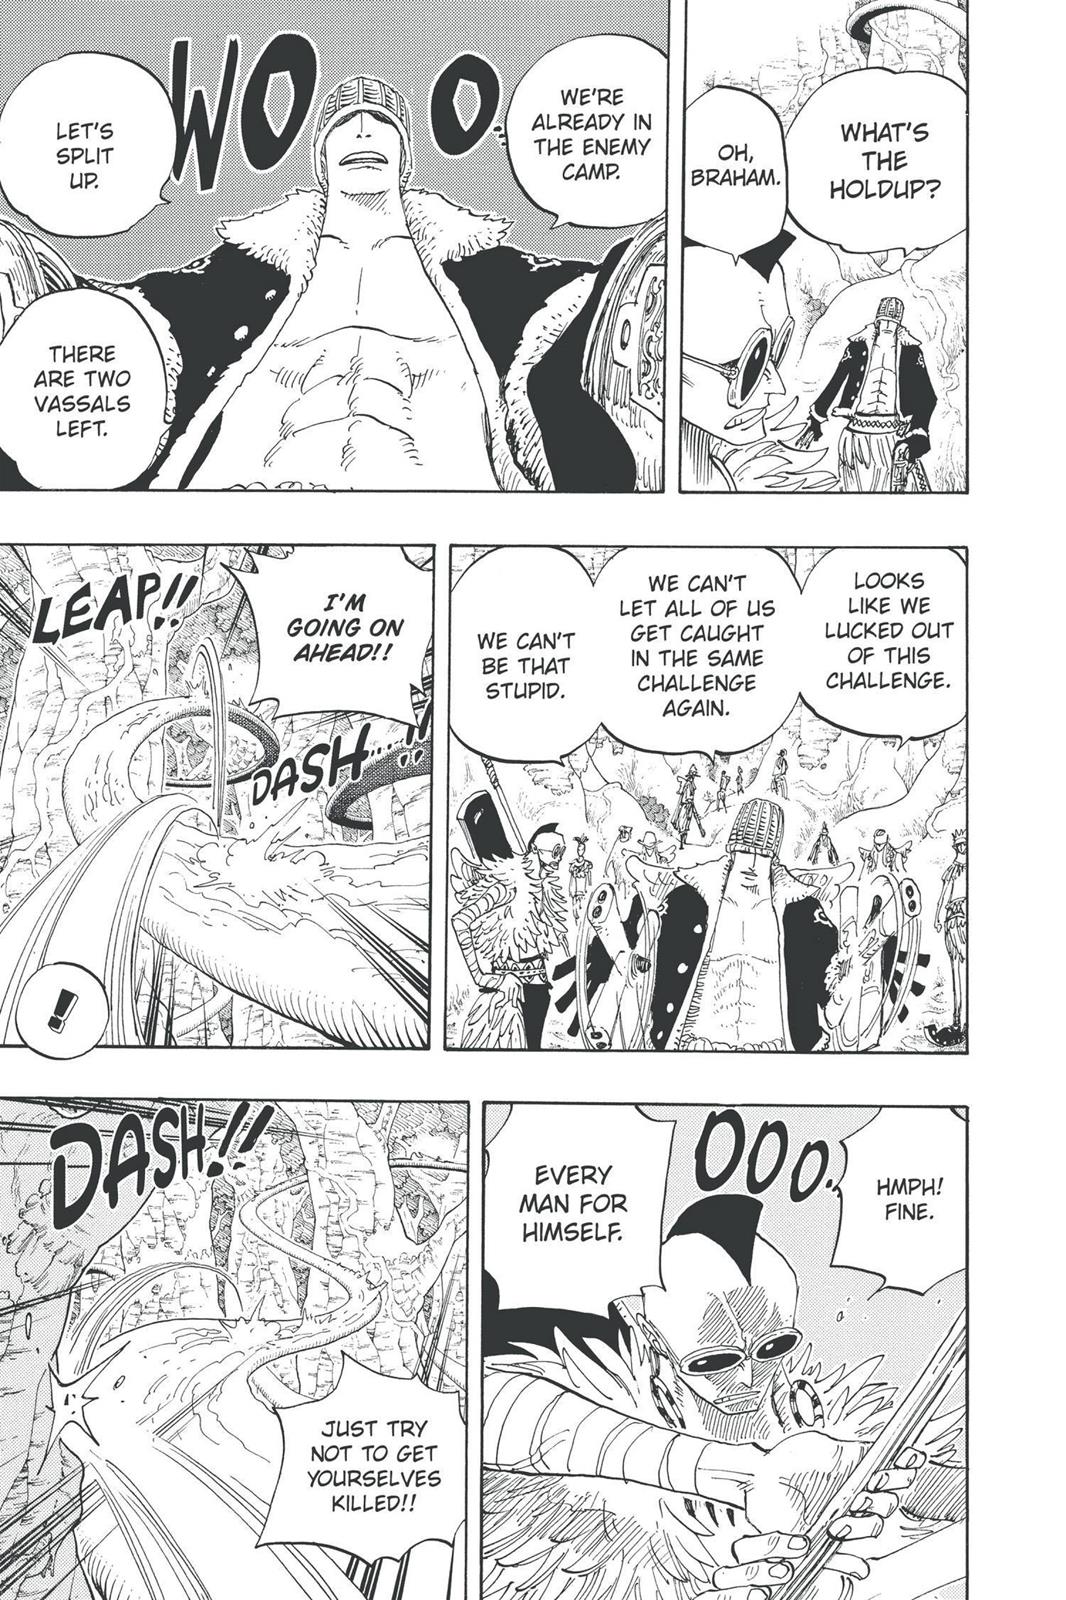 WHAT'S
THE
HOLDUP?
OH,
BRAHAM.
WE'RE
ALREADY IN
THE ENEMY
CAMP.
WO O...
LET'S
SPLIT
UP.
THERE
ARE TWO
VASSALS
LEFT.
LOOKS
LIKE WE
LUCKED OUT
OF THIS
CHALLENGE.
WE CAN'T
LET ALL OF US
GET CAUGHT
IN THE SAME
CHALLENGE
AGAIN.
WE CAN'T
BE THAT
STUPID.
I'M
GOING ON
AHEAD!!
LEAP!!
DASH.....!!
!
HMPH!
FINE.
OOO..
EVERY
MAN FOR
HIMSELF.
DASH..!!
JUST TRY
NOT TO GET
YOURSELVES
KILLED!!